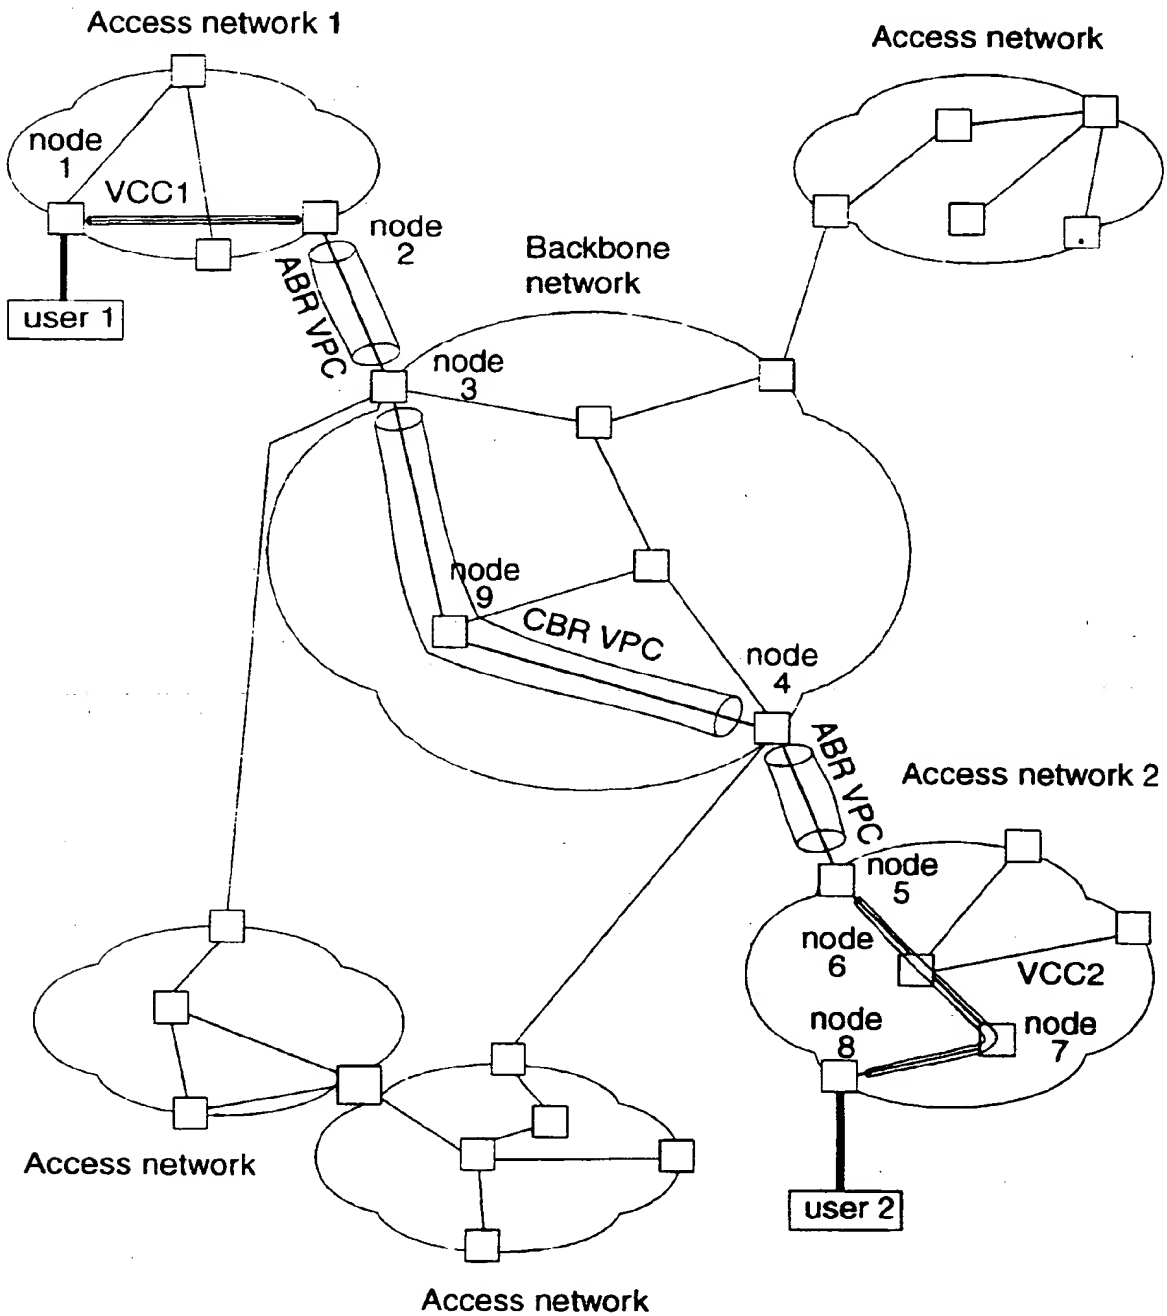 Access network 1
Access network
node
1
VCC1
node
2
user 1
ABR VPC
Backbone
network
node
3
node
9
CBR VPC
node
4
ABR VPC
Access network 2
node
5
node
6
VCC2
node
8
node
7
Access network
user 2
Access network